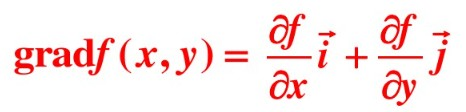 gradf (x, y) = ∂f/∂x i⃗ + ∂f/∂y j⃗